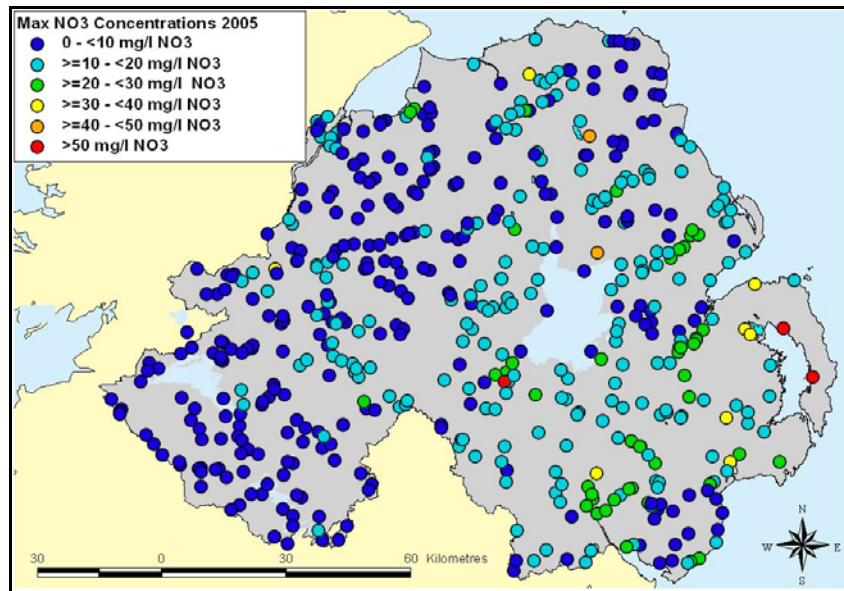 Max NO3 Concentrations 2005
0 - <10 mg/l NO3
>=10 - <20 mg/l NO3
>=20 - <30 mg/l NO3
>=30 - <40 mg/l NO3
>=40 - <50 mg/l NO3
>50 mg/l NO3
N
W E
S
30 0 30 60 Kilometres